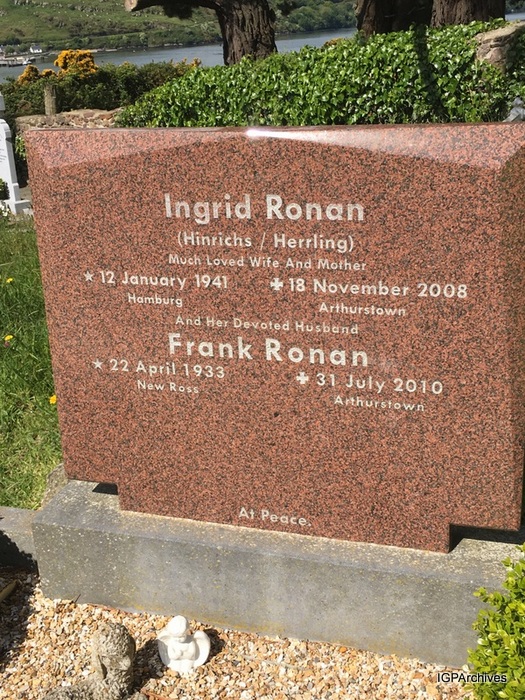 Ingrid Ronan
(Hinrichs / Herrling)
Much Loved Wife And Mother
★ 12 January 1941 ✚ 18 November 2008
Hamburg Arthurstown
And Her Devoted Husband
Frank Ronan
★ 22 April 1933 ✚ 31 July 2010
New Ross Arthurstown
At Peace.
IGPArchives